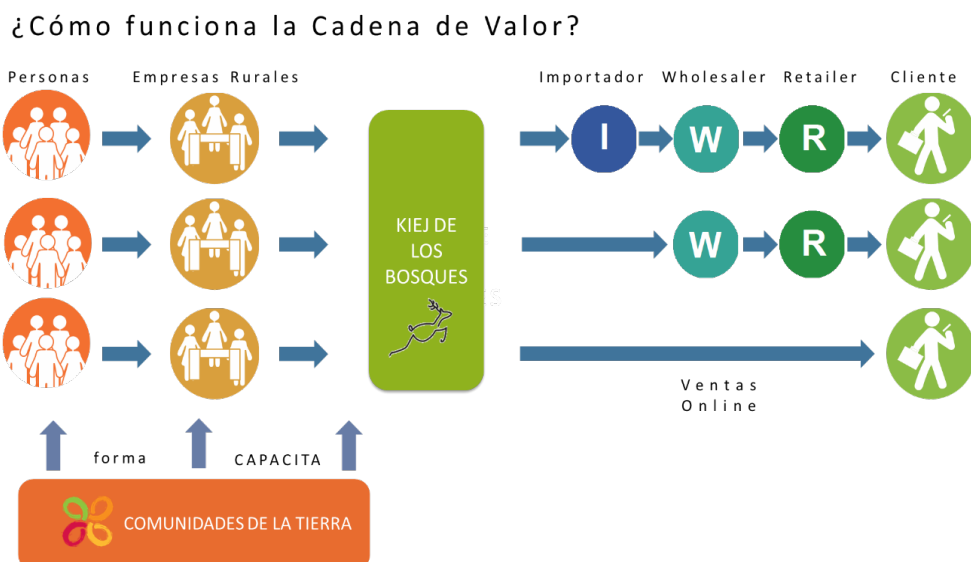 ¿Cómo funciona la Cadena de Valor?
Personas
Empresas Rurales
Importador
Wholesaler
Retailer
Cliente
I
W
R
KIEJ DE
LOS
BOSQUES
W
R
Ventas
Online
forma
CAPACITA
COMUNIDADES DE LA TIERRA